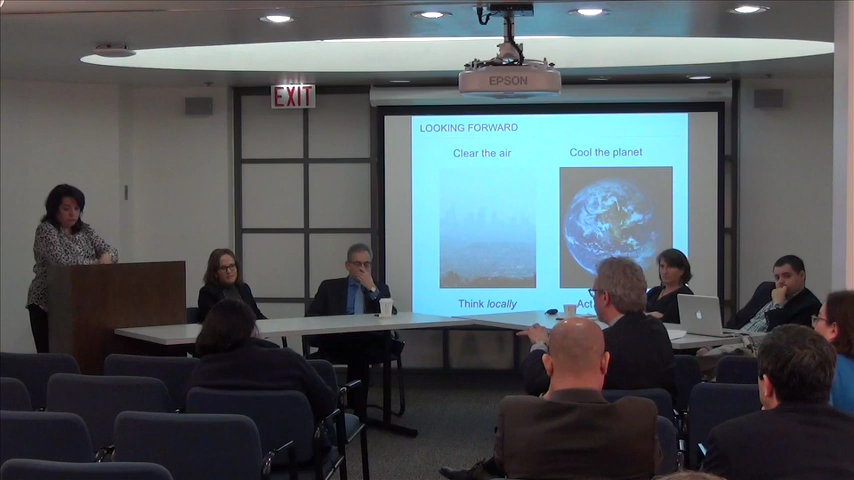 EPSON
EXIT
LOOKING FORWARD
Clear the air
Cool the planet
Think locally